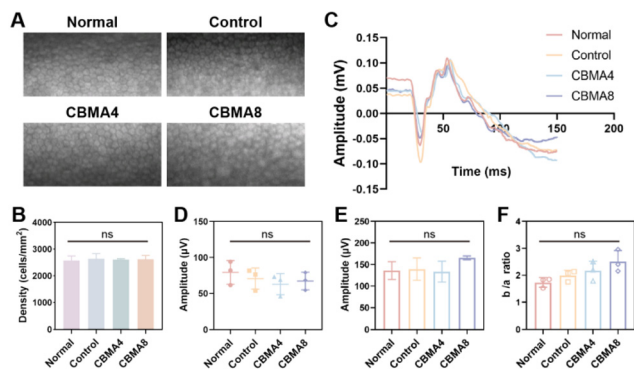 A
Normal
Control
CBMA4
CBMA8
C
Amplitude (mV)
0.15
0.10
0.05
0.00
-0.05
-0.10
-0.15
50
100
150
200
Time (ms)
Normal
Control
CBMA4
CBMA8
B
Density (cells/mm²)
5000
4000
3000
2000
1000
0
ns
Normal
Control
CBMA4
CBMA8
D
Amplitude (μV)
150
100
50
0
ns
Normal
Control
CBMA4
CBMA8
E
Amplitude (μV)
250
200
150
100
50
0
ns
Normal
Control
CBMA4
CBMA8
F
b /a ratio
4
3
2
1
0
ns
Normal
Control
CBMA4
CBMA8